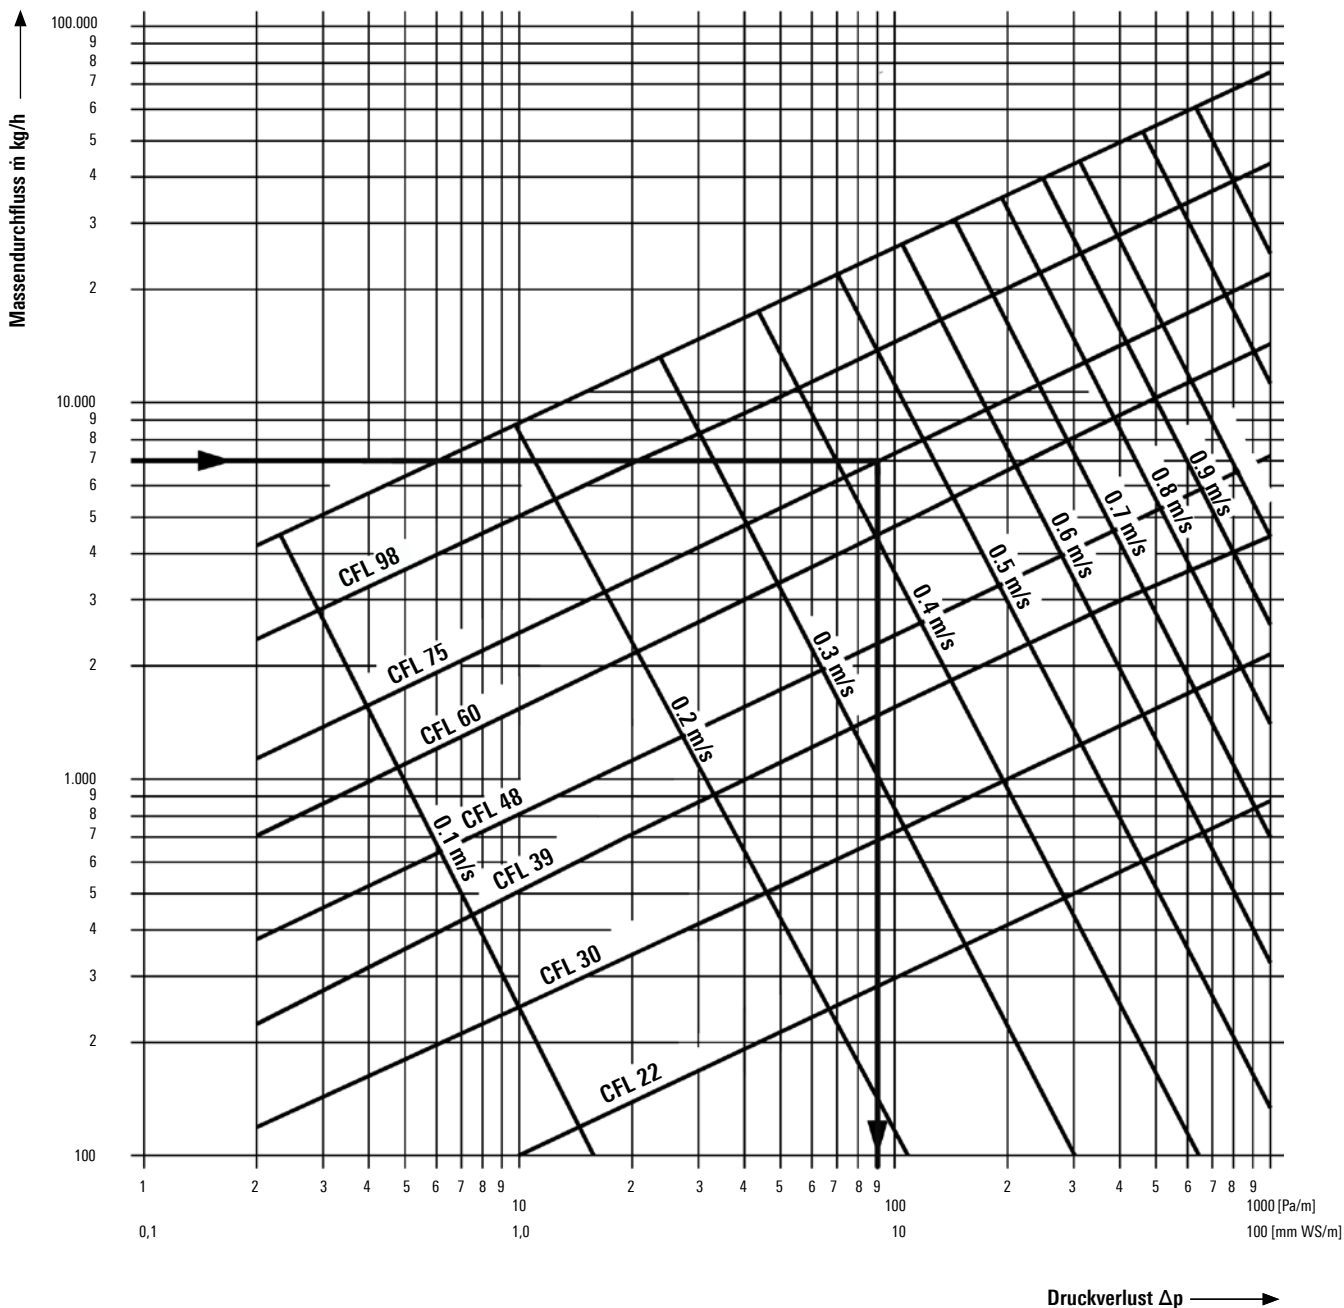 Massendurchfluss ṁ kg/h
100.000
9
8
7
6
5
4
3
2
10.000
9
8
7
6
5
4
3
2
1.000
9
8
7
6
5
4
3
2
100
CFL 98
CFL 75
CFL 60
CFL 48
CFL 39
CFL 30
CFL 22
0.1 m/s
0.2 m/s
0.3 m/s
0.4 m/s
0.5 m/s
0.6 m/s
0.7 m/s
0.8 m/s
0.9 m/s
1 2 3 4 5 6 7 8 9 2 3 4 5 6 7 8 9 2 3 4 5 6 7 8 9
10 100 1000 [Pa/m]
0,1 1,0 10 100 [mm WS/m]
Druckverlust Δp